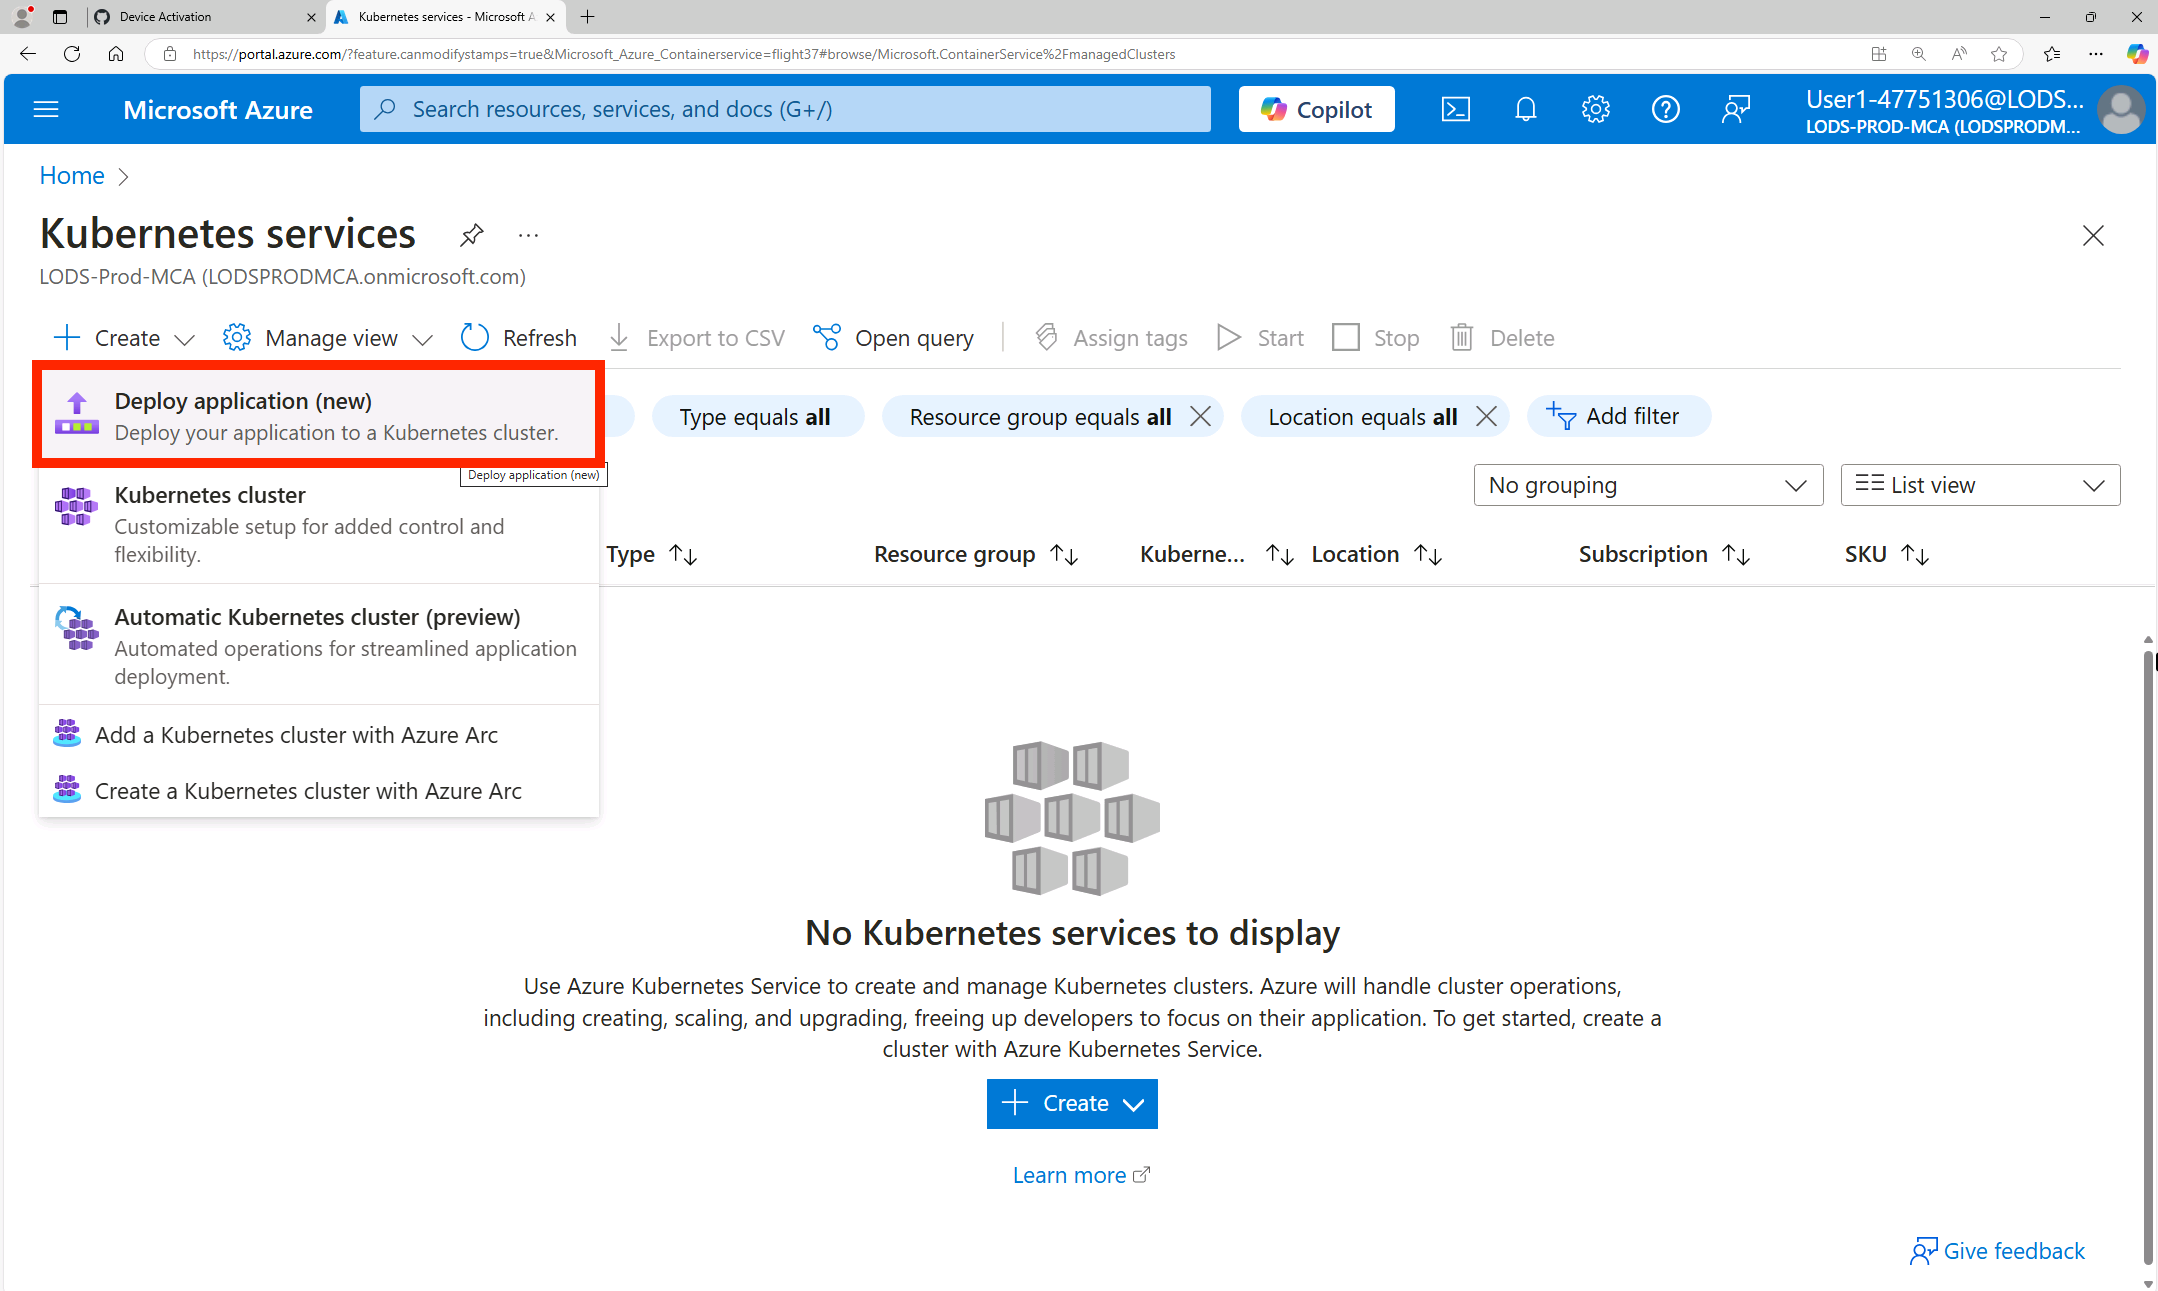 Device Activation
Kubernetes services - Microsoft A
https://portal.azure.com/?feature.canmodifystamps=true&Microsoft_Azure_Containerservice=flight37#browse/Microsoft.ContainerService%2FmanagedClusters
Microsoft Azure
Search resources, services, and docs (G+/)
Copilot
User1-47751306@LODS...
LODS-PROD-MCA (LODSPRODM...
Home
Kubernetes services
LODS-Prod-MCA (LODSPRODMCA.onmicrosoft.com)
Create
Manage view
Refresh
Export to CSV
Open query
Assign tags
Start
Stop
Delete
Deploy application (new)
Deploy your application to a Kubernetes cluster.
Type equals all
Resource group equals all
Location equals all
Add filter
Deploy application (new)
Kubernetes cluster
Customizable setup for added control and
flexibility.
No grouping
List view
Type
Resource group
Kuberne...
Location
Subscription
SKU
Automatic Kubernetes cluster (preview)
Automated operations for streamlined application
deployment.
Add a Kubernetes cluster with Azure Arc
Create a Kubernetes cluster with Azure Arc
No Kubernetes services to display
Use Azure Kubernetes Service to create and manage Kubernetes clusters. Azure will handle cluster operations,
including creating, scaling, and upgrading, freeing up developers to focus on their application. To get started, create a
cluster with Azure Kubernetes Service.
Create
Learn more
Give feedback